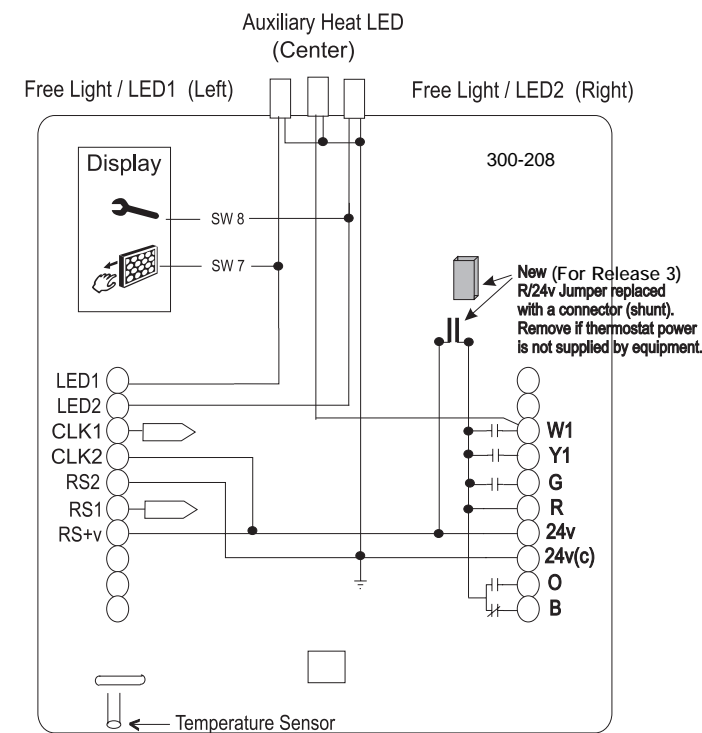 Auxiliary Heat LED
(Center)
Free Light / LED1 (Left)
Free Light / LED2 (Right)
Display
300-208
SW 8
SW 7
New (For Release 3)
R/24v Jumper replaced
with a connector (shunt).
Remove if thermostat power
is not supplied by equipment.
LED1
LED2
CLK1
CLK2
RS2
RS1
RS+v
W1
Y1
G
R
24v
24v(c)
O
B
Temperature Sensor